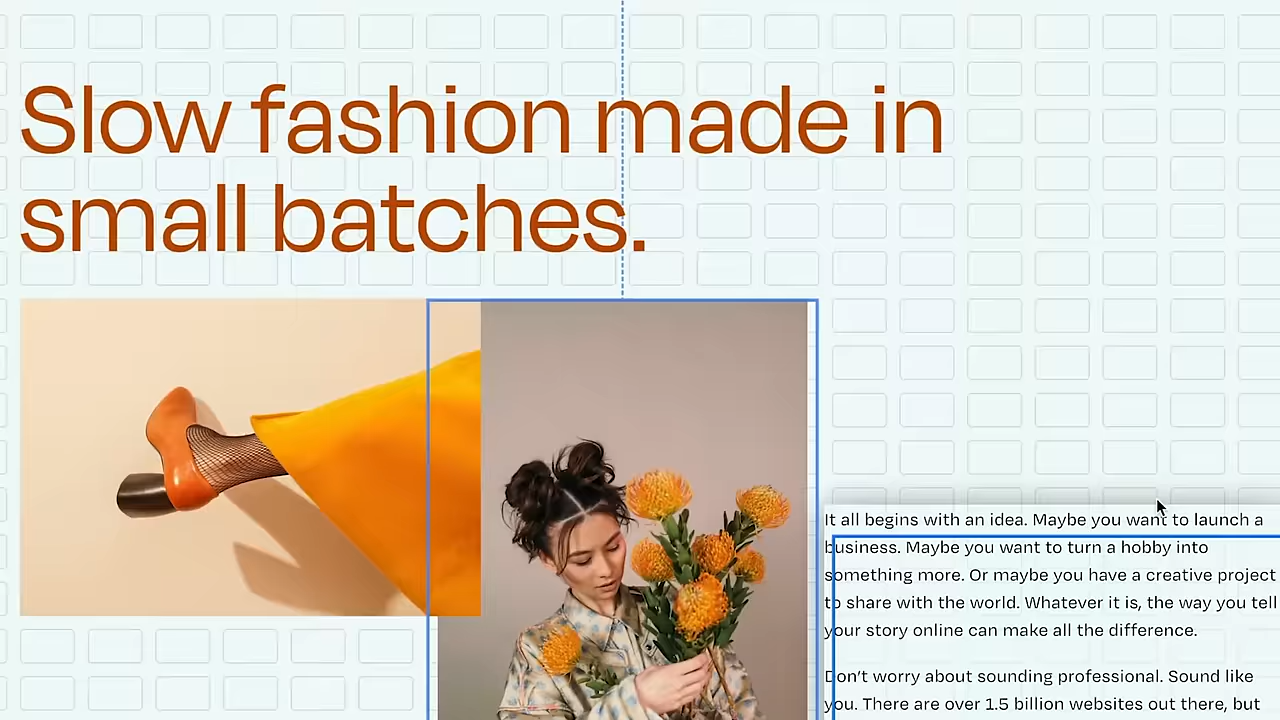 Slow fashion made in
small batches.
It all begins with an idea. Maybe you want to launch a
business. Maybe you want to turn a hobby into
something more. Or maybe you have a creative project
to share with the world. Whatever it is, the way you tell
your story online can make all the difference.
Don’t worry about sounding professional. Sound like
you. There are over 1.5 billion websites out there, but